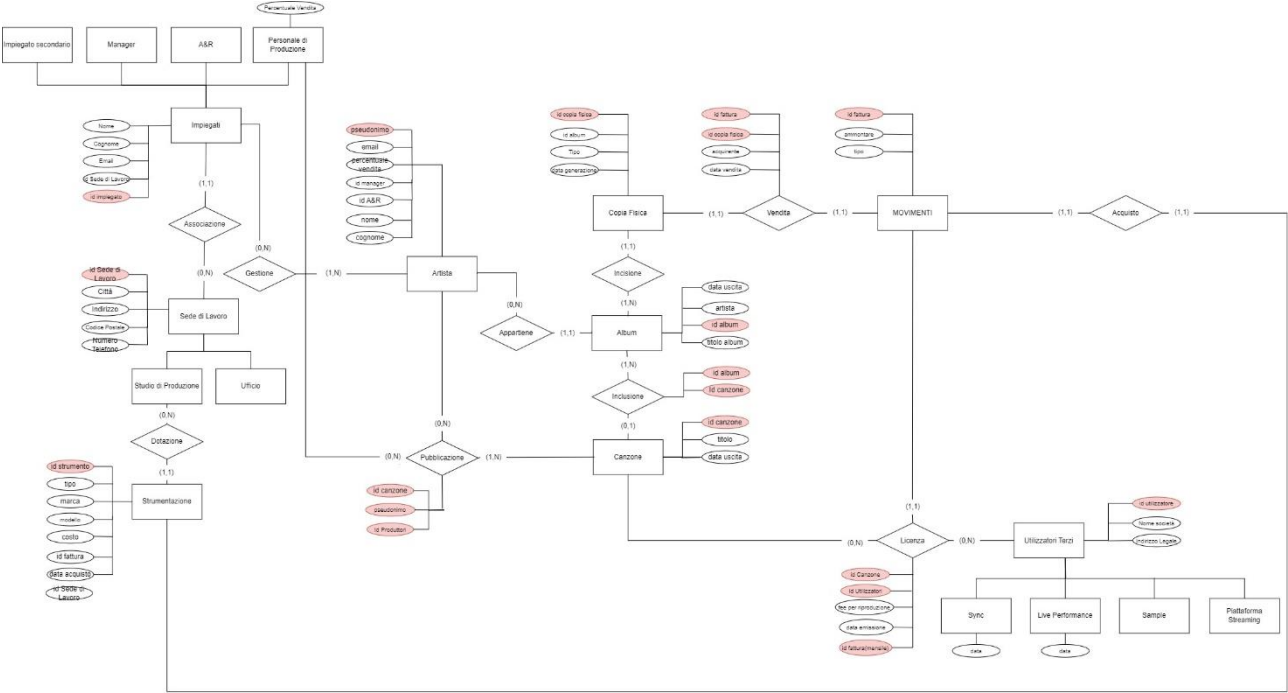 Percentuale Vendita
Impiegato secondario
Manager
A&R
Personale di
Produzione
Impiegati
Nome
Cognome
Email
id Sede di Lavoro
id impiegato
(1,1)
Associazione
(0,N)
(0,N)
Gestione
(1,N)
id Sede di
Lavoro
Città
Indirizzo
Codice Postale
Numero
Telefono
Sede di Lavoro
Studio di Produzione
Ufficio
(0,N)
Dotazione
(1,1)
Strumentazione
id strumento
tipo
marca
modello
costo
id fattura
data acquisto
id Sede di
Lavoro
pseudonimo
email
percentuale
vendita
id manager
id A&R
nome
cognome
Artista
(0,N)
Appartiene
(1,1)
(0,N)
(0,N)
Pubblicazione
(1,N)
id canzone
pseudonimo
id Produttori
id copia fisica
id album
Tipo
data generazione
Copia Fisica
(1,1)
Vendita
(1,1)
id fattura
id copia fisica
acquirente
data vendita
id fattura
ammontare
tipo
MOVIMENTI
(1,1)
Acquisto
(1,1)
(1,1)
Incisione
(1,N)
Album
data uscita
artista
id album
titolo album
(1,N)
Inclusione
id album
id canzone
(0,1)
Canzone
id canzone
titolo
data uscita
(1,1)
(0,N)
Licenza
(0,N)
Utilizzatori Terzi
id utilizzatore
Nome società
Indirizzo Legale
id Canzone
id Utilizzatori
fee per riproduzione
data emissione
id fattura(mensile)
Sync
Live Performance
Sample
Piattaforma
Streaming
data
data